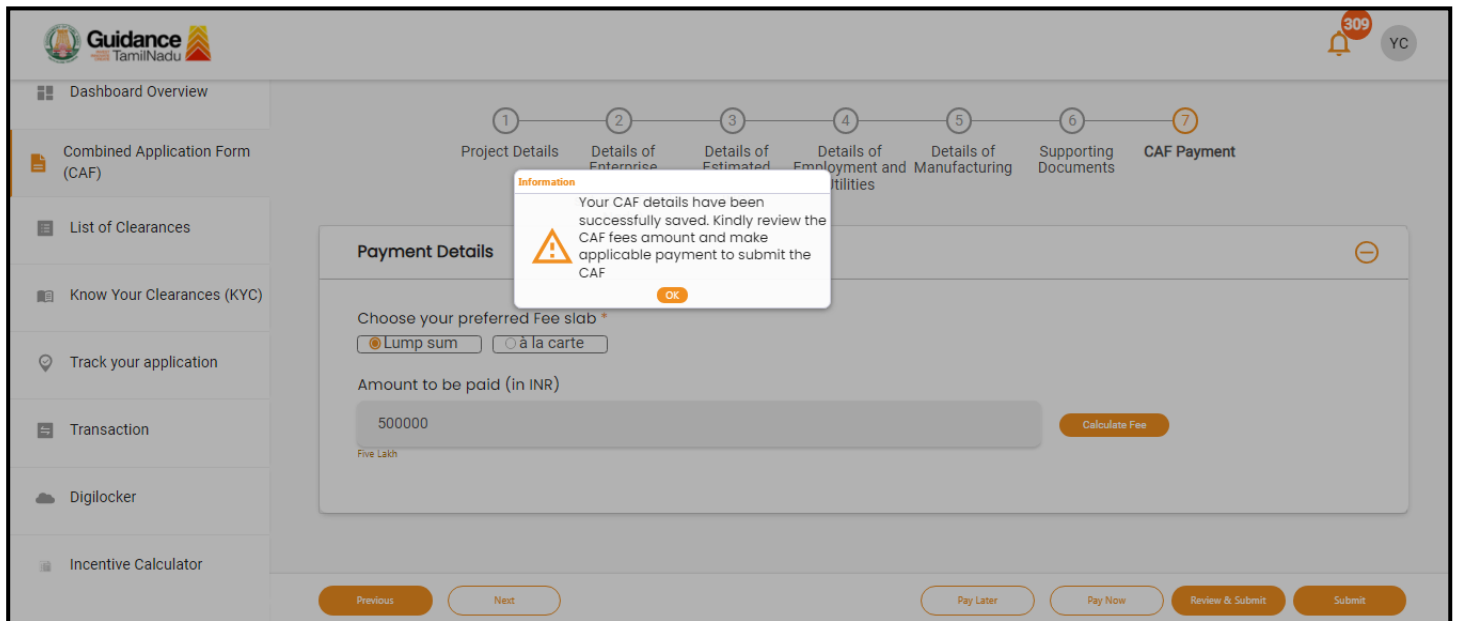 Guidance
TamilNadu
309
YC
Dashboard Overview
Combined Application Form
(CAF)
List of Clearances
Know Your Clearances (KYC)
Track your application
Transaction
Digilocker
Incentive Calculator
1
2
3
4
5
6
7
Project Details
Details of
Enterprise
Details of
Estimated
Details of
Employment and
Utilities
Details of
Manufacturing
Supporting
Documents
CAF Payment
Information
Your CAF details have been
successfully saved. Kindly review the
CAF fees amount and make
applicable payment to submit the
CAF
OK
Payment Details
Choose your preferred Fee slab *
Lump sum
à la carte
Amount to be paid (in INR)
500000
Calculate Fee
Five Lakh
Previous
Next
Pay Later
Pay Now
Review & Submit
Submit